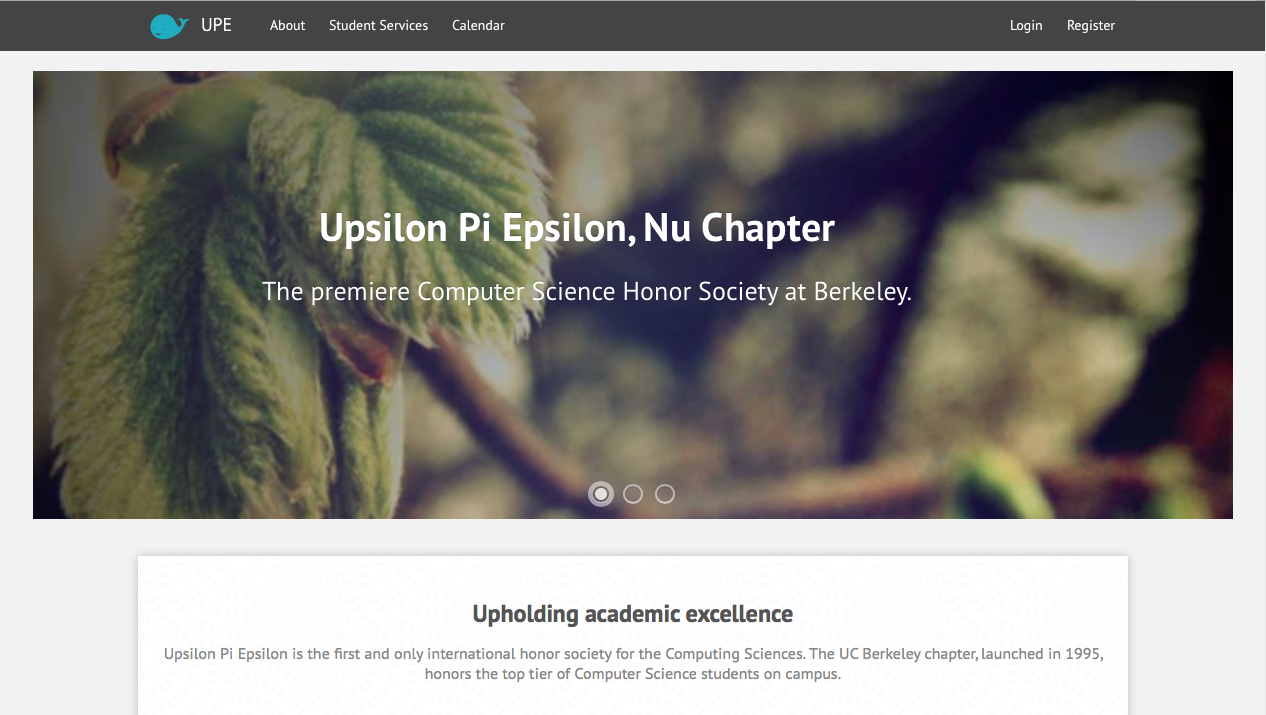 UPE About Student Services Calendar Login Register
Upsilon Pi Epsilon, Nu Chapter
The premiere Computer Science Honor Society at Berkeley.
Upholding academic excellence
Upsilon Pi Epsilon is the first and only international honor society for the Computing Sciences. The UC Berkeley chapter, launched in 1995,
honors the top tier of Computer Science students on campus.